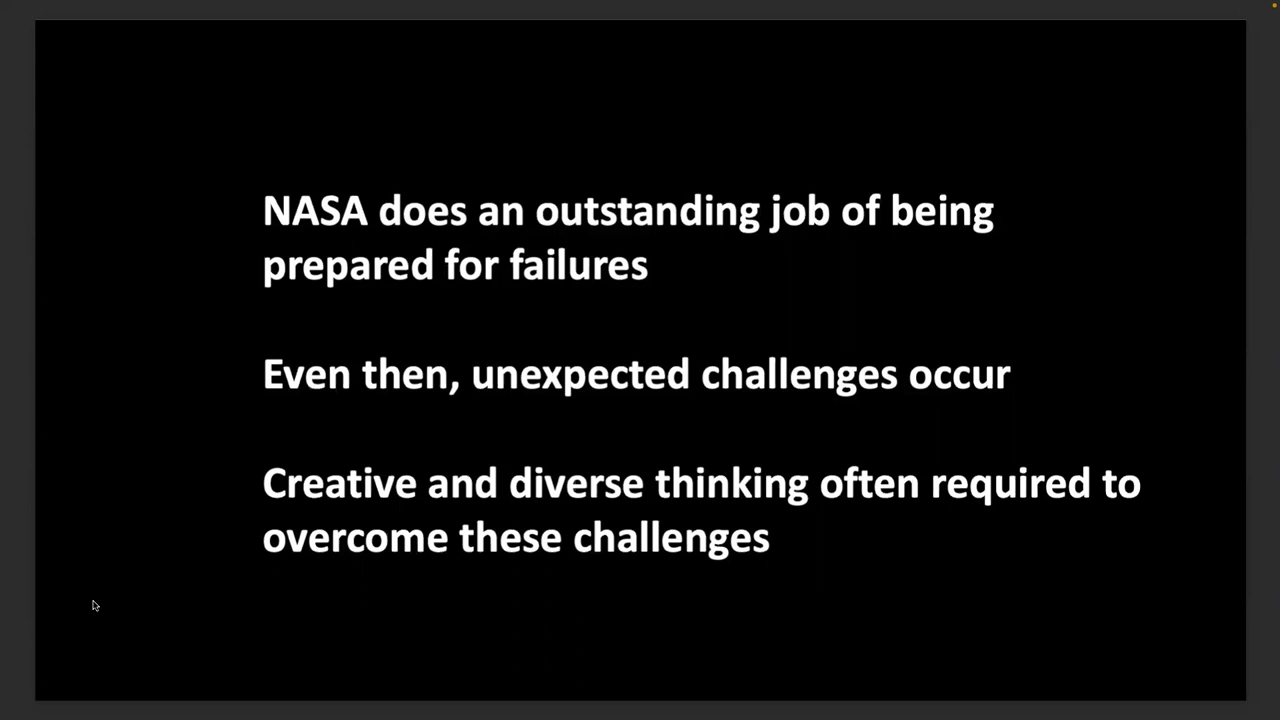 NASA does an outstanding job of being
prepared for failures
Even then, unexpected challenges occur
Creative and diverse thinking often required to
overcome these challenges